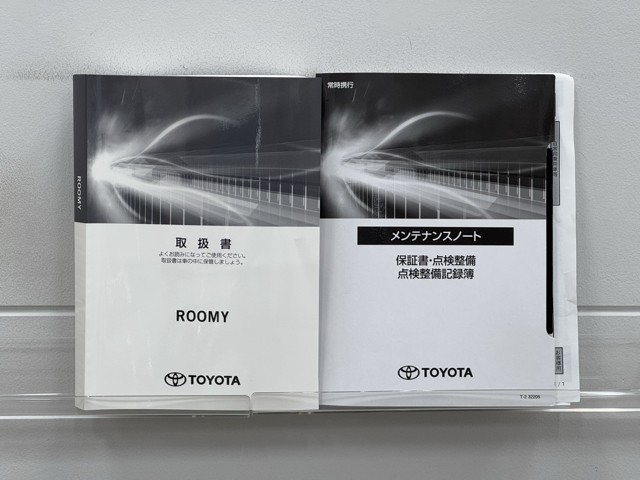 ROOMY
取扱書
よくお読みになってご使用ください。
取扱書は車の中に保管しましょう。
ROOMY
TOYOTA
常時携行
メンテナンスノート
保証書・点検整備
点検整備記録簿
TOYOTA